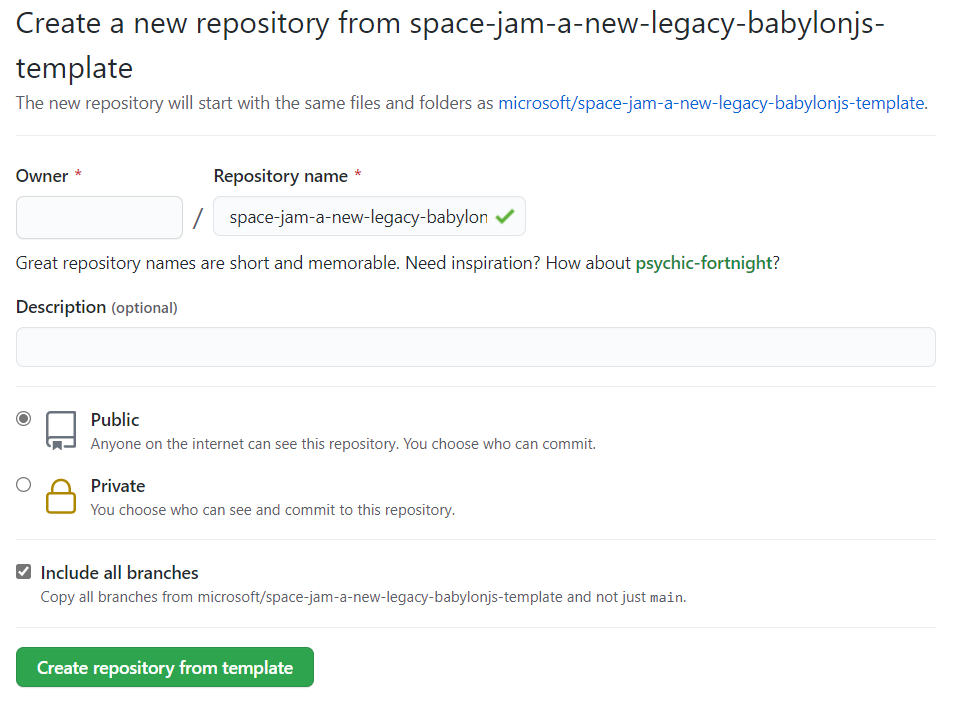 Create a new repository from space-jam-a-new-legacy-babylonjs-
template
The new repository will start with the same files and folders as microsoft/space-jam-a-new-legacy-babylonjs-template.
Owner *
Repository name *
/
space-jam-a-new-legacy-babylon
Great repository names are short and memorable. Need inspiration? How about psychic-fortnight?
Description (optional)
Public
Anyone on the internet can see this repository. You choose who can commit.
Private
You choose who can see and commit to this repository.
Include all branches
Copy all branches from microsoft/space-jam-a-new-legacy-babylonjs-template and not just main.
Create repository from template